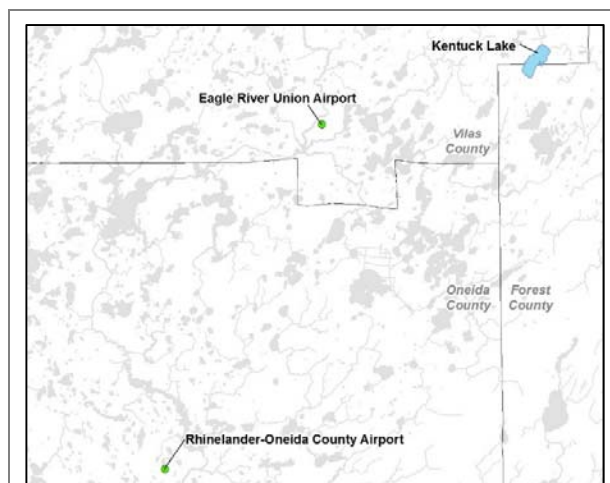 Kentuck Lake
Eagle River Union Airport
Vilas
County
Oneida
County
Forest
County
Rhinelander-Oneida County Airport